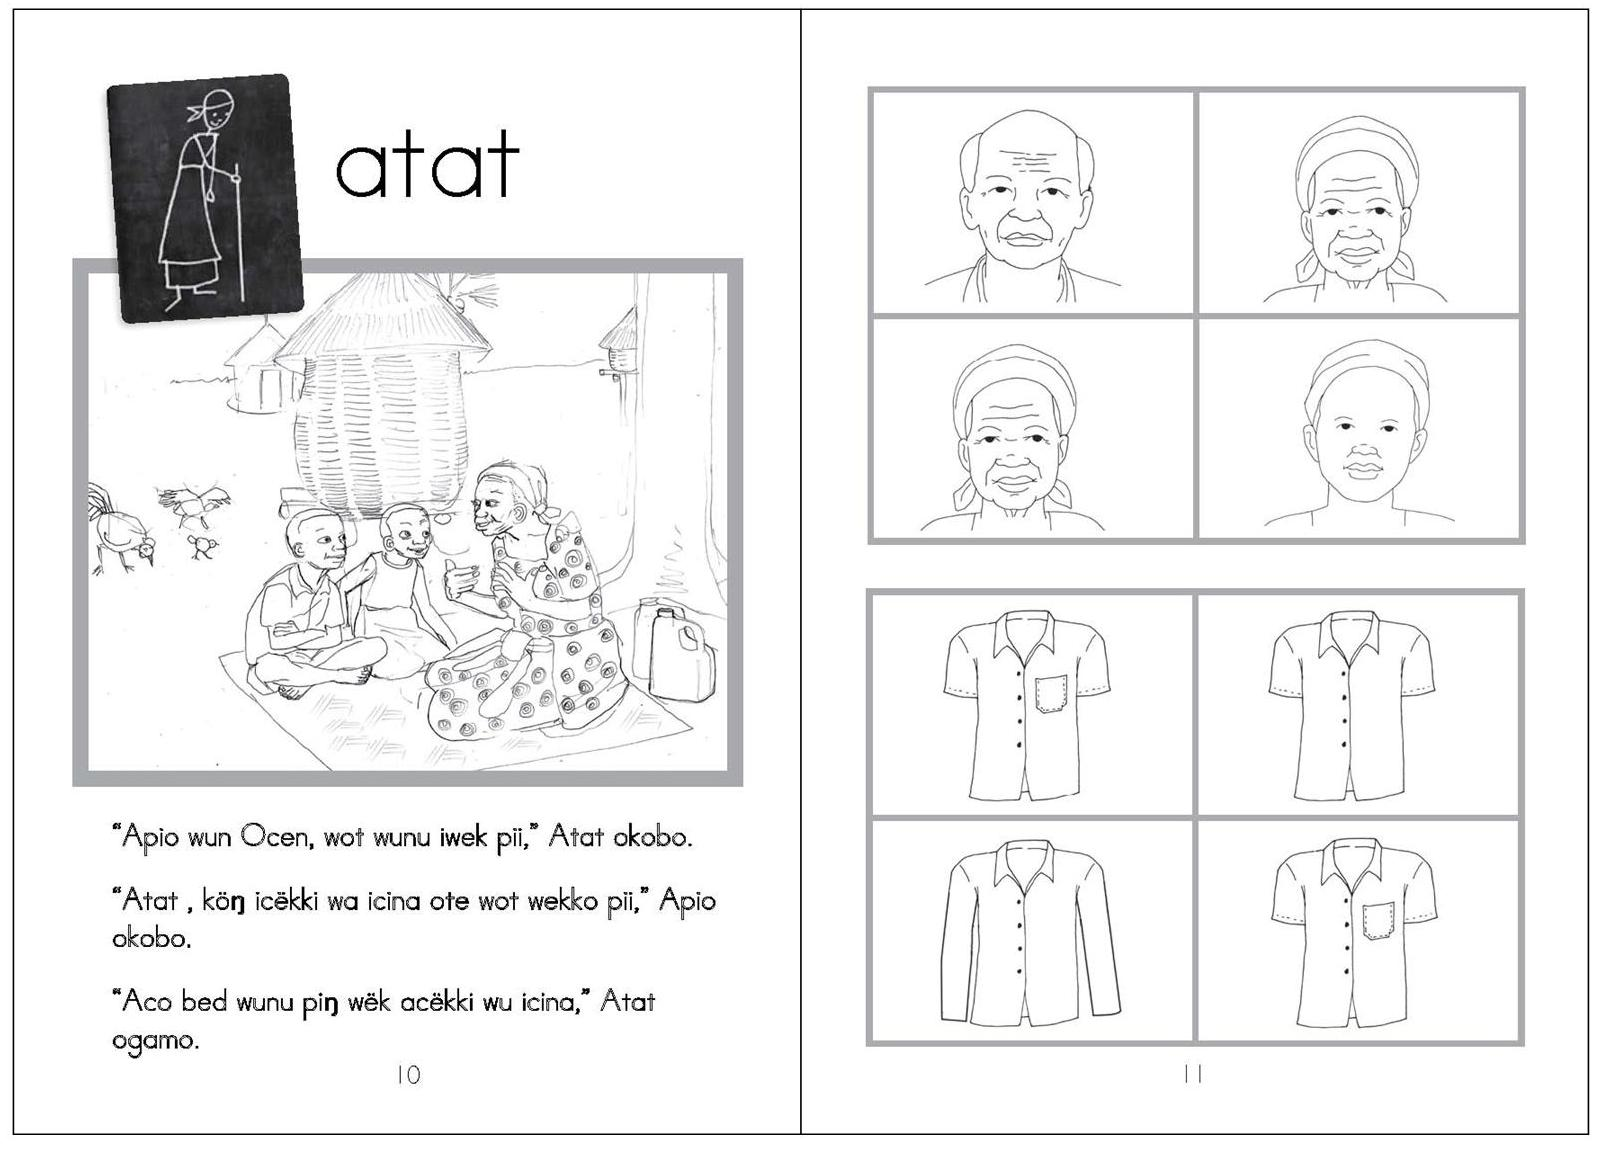 atat
“Apio wun Ocen, wot wunu iwek pii,” Atat okobo.
“Atat , köŋ icëkki wa icina ote wot wekko pii,” Apio
okobo.
“Aco bed wunu piŋ wëk acëkki wu icina,” Atat
ogamo.
10
11